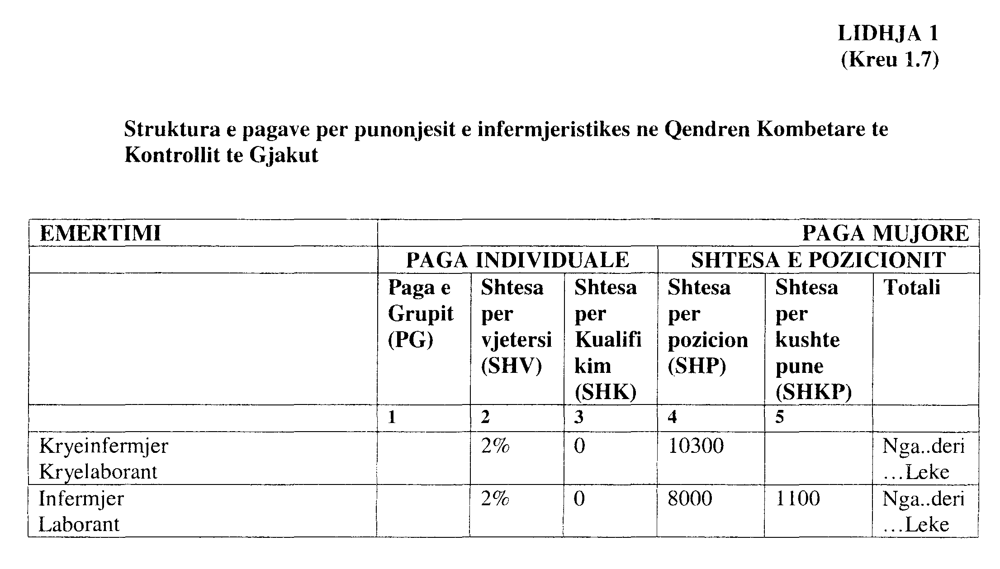 LIDHJA 1
(Kreu 1.7)
Struktura e pagave per punonjesit e infermjeristikes ne Qendren Kombetare te
Kontrollit te Gjakut
EMERTIMI PAGA MUJORE
PAGA INDIVIDUALE SHTESA E POZICIONIT
Paga e Shtesa Shtesa Shtesa Shtesa Totali
Grupit per per per per
(PG) vjetersi Kualifi pozicion kushte
(SHV) kim (SHP) pune
(SHK) (SHKP)
1 2 3 4 5
Kryeinfermjer 2% 0 10300 Nga..deri
Kryelaborant ...Leke
Infermjer 2% 0 8000 1100 Nga..deri
Laborant ...Leke